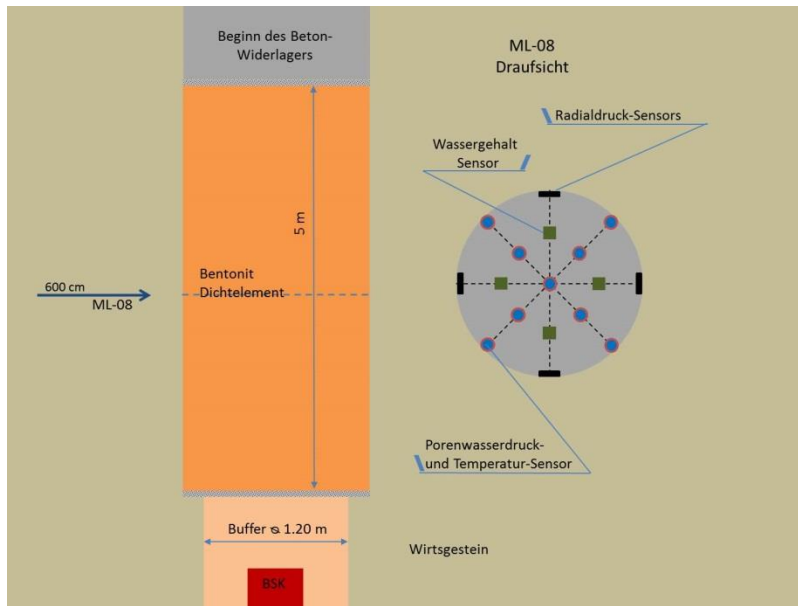 Beginn des Beton-
Widerlagers
ML-08
Draufsicht
Radialdruck-Sensors
Wassergehalt
Sensor
5 m
600 cm
ML-08
Bentonit
Dichtelement
Porenwasserdruck-
und Temperatur-Sensor
Buffer ⌀ 1.20 m
Wirtsgestein
BSK